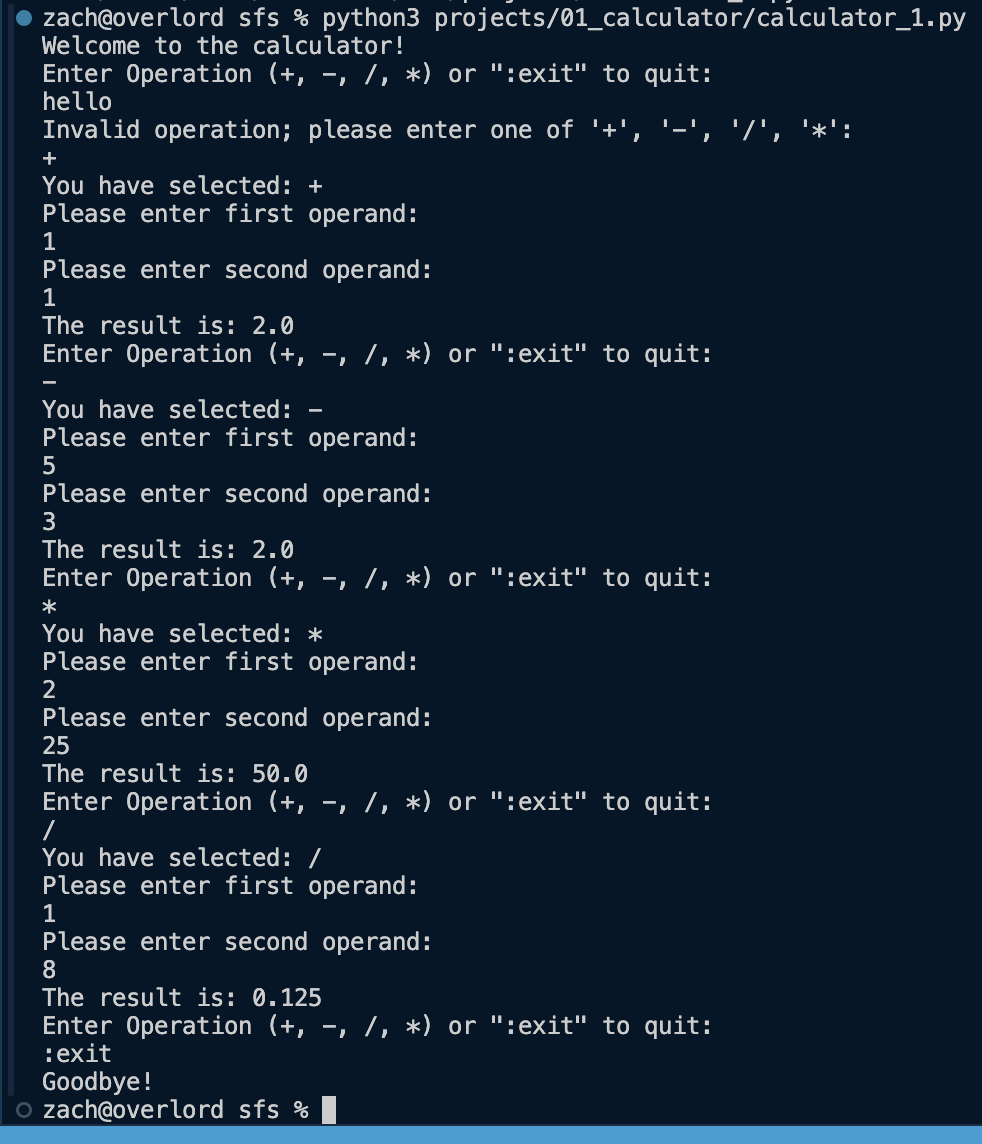 zach@overlord sfs % python3 projects/01_calculator/calculator_1.py
Welcome to the calculator!
Enter Operation (+, -, /, *) or ":exit" to quit:
hello
Invalid operation; please enter one of '+', '-', '/', '*':
+
You have selected: +
Please enter first operand:
1
Please enter second operand:
1
The result is: 2.0
Enter Operation (+, -, /, *) or ":exit" to quit:
-
You have selected: -
Please enter first operand:
5
Please enter second operand:
3
The result is: 2.0
Enter Operation (+, -, /, *) or ":exit" to quit:
*
You have selected: *
Please enter first operand:
2
Please enter second operand:
25
The result is: 50.0
Enter Operation (+, -, /, *) or ":exit" to quit:
/
You have selected: /
Please enter first operand:
1
Please enter second operand:
8
The result is: 0.125
Enter Operation (+, -, /, *) or ":exit" to quit:
:exit
Goodbye!
zach@overlord sfs %